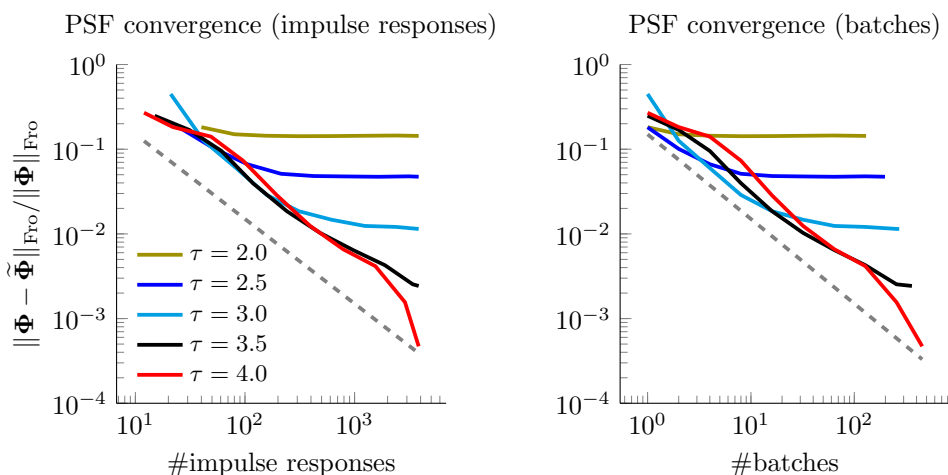 PSF convergence (impulse responses)
PSF convergence (batches)
‖Φ − Φ̃‖Fro/‖Φ‖Fro
10^0
10^−1
10^−2
10^−3
10^−4
τ = 2.0
τ = 2.5
τ = 3.0
τ = 3.5
τ = 4.0
10^1
10^2
10^3
#impulse responses
10^0
10^−1
10^−2
10^−3
10^−4
10^0
10^1
10^2
#batches